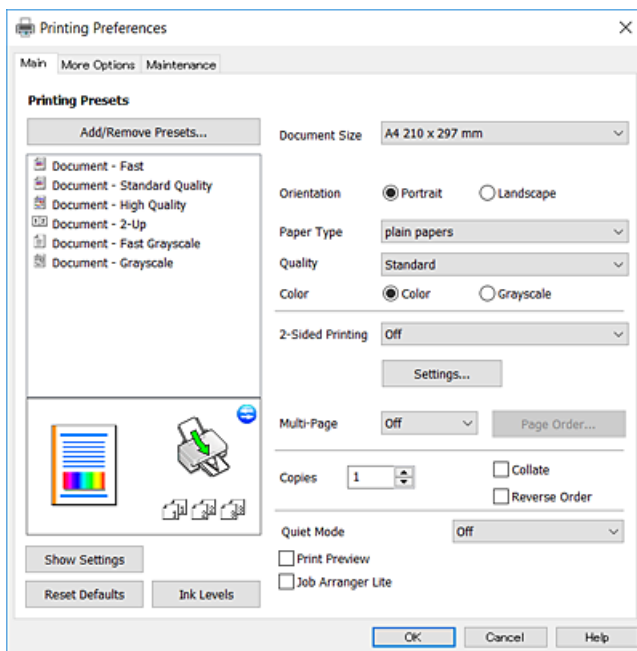 Printing Preferences
Main More Options Maintenance
Printing Presets
Add/Remove Presets...
Document - Fast
Document - Standard Quality
Document - High Quality
Document - 2-Up
Document - Fast Grayscale
Document - Grayscale
Show Settings
Reset Defaults Ink Levels
Document Size A4 210 x 297 mm
Orientation Portrait Landscape
Paper Type plain papers
Quality Standard
Color Color Grayscale
2-Sided Printing Off
Settings...
Multi-Page Off Page Order...
Copies 1 Collate
Reverse Order
Quiet Mode Off
Print Preview
Job Arranger Lite
OK Cancel Help